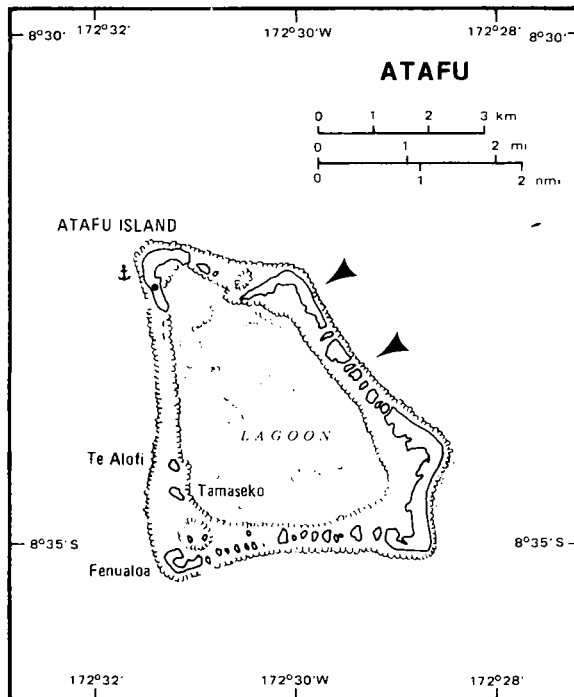 172°32' 172°30'W 172°28'
8°30' 8°30'
ATAFU
0 1 2 3 km
0 1 2 mi
0 1 2 nmi
ATAFU ISLAND
LAGOON
Te Alofi
Tamaseko
8°35' S 8°35' S
Fenualoa
172°32' 172°30'W 172°28'